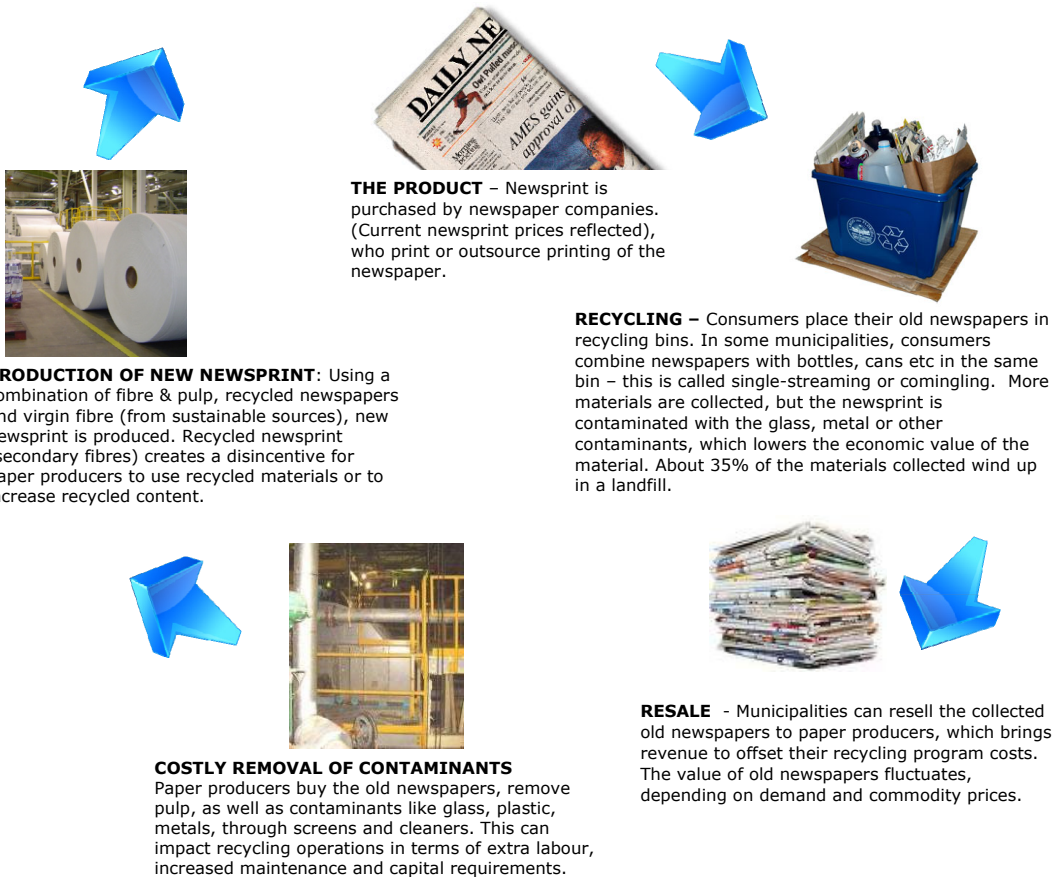 DAILY NE
Owl Pulled
Morning
Briefing
AMES gains
approval of
THE PRODUCT – Newsprint is
purchased by newspaper companies.
(Current newsprint prices reflected),
who print or outsource printing of the
newspaper.
RECYCLING – Consumers place their old newspapers in
recycling bins. In some municipalities, consumers
combine newspapers with bottles, cans etc in the same
bin – this is called single-streaming or comingling.  More
materials are collected, but the newsprint is
contaminated with the glass, metal or other
contaminants, which lowers the economic value of the
material. About 35% of the materials collected wind up
in a landfill.
RODUCTION OF NEW NEWSPRINT: Using a
ombination of fibre & pulp, recycled newspapers
nd virgin fibre (from sustainable sources), new
ewsprint is produced. Recycled newsprint
secondary fibres) creates a disincentive for
aper producers to use recycled materials or to
ncrease recycled content.
RESALE  - Municipalities can resell the collected
old newspapers to paper producers, which brings
revenue to offset their recycling program costs.
The value of old newspapers fluctuates,
depending on demand and commodity prices.
COSTLY REMOVAL OF CONTAMINANTS
Paper producers buy the old newspapers, remove
pulp, as well as contaminants like glass, plastic,
metals, through screens and cleaners. This can
impact recycling operations in terms of extra labour,
increased maintenance and capital requirements.